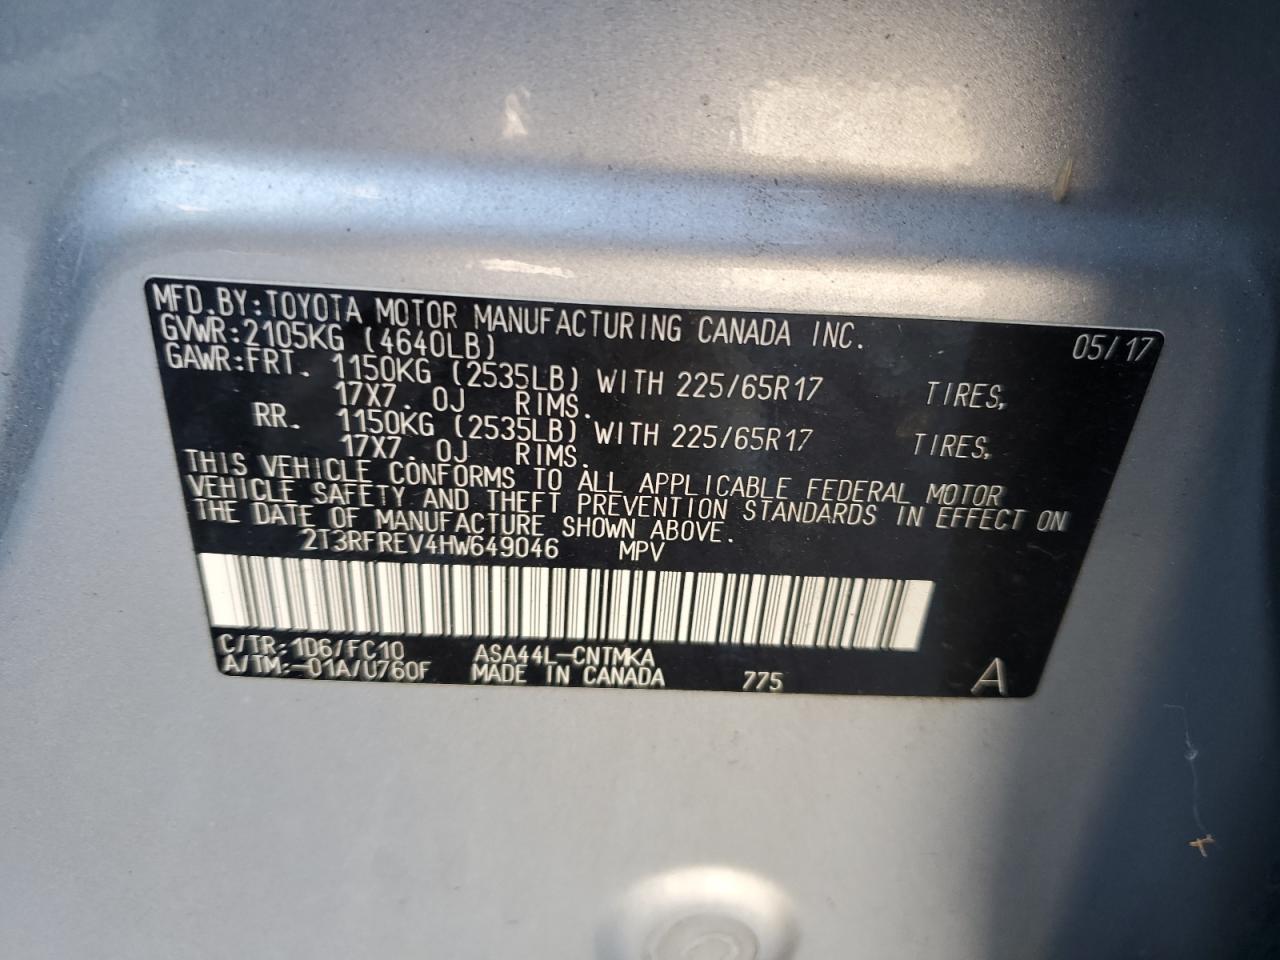 MFD.BY:TOYOTA MOTOR MANUFACTURING CANADA INC. 05/17
GVWR:2105KG (4640LB)
GAWR:FRT. 1150KG (2535LB) WITH 225/65R17 TIRES,
17X7.0J RIMS.
RR. 1150KG (2535LB) WITH 225/65R17 TIRES,
17X7.0J RIMS.
THIS VEHICLE CONFORMS TO ALL APPLICABLE FEDERAL MOTOR
VEHICLE SAFETY AND THEFT PREVENTION STANDARDS IN EFFECT ON
THE DATE OF MANUFACTURE SHOWN ABOVE.
2T3RFREV4HW649046 MPV
C/TR:1D6/FC10 ASA44L-CNTMKA
A/TM:-01A/U760F MADE IN CANADA 775 A